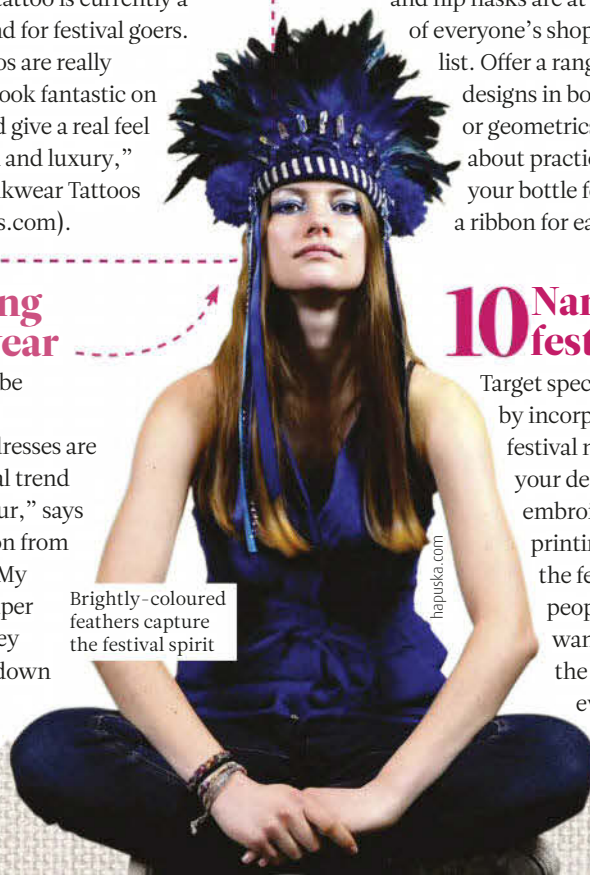 tattoo is currently a
nd for festival goers.
os are really
ook fantastic on
d give a real feel
and luxury,”
kwear Tattoos
s.com).
ng
ear
be
dresses are
al trend
ur,” says
on from
My
per
ey
down
Brightly-coloured
feathers capture
the festival spirit
and hip flasks are at
of everyone’s shop
list. Offer a rang
designs in bo
or geometrics
about practic
your bottle fo
a ribbon for ea
hapuska.com
10 Nar
fest
Target spec
by incorp
festival n
your de
embroi
printin
the fe
peop
wan
the
ev